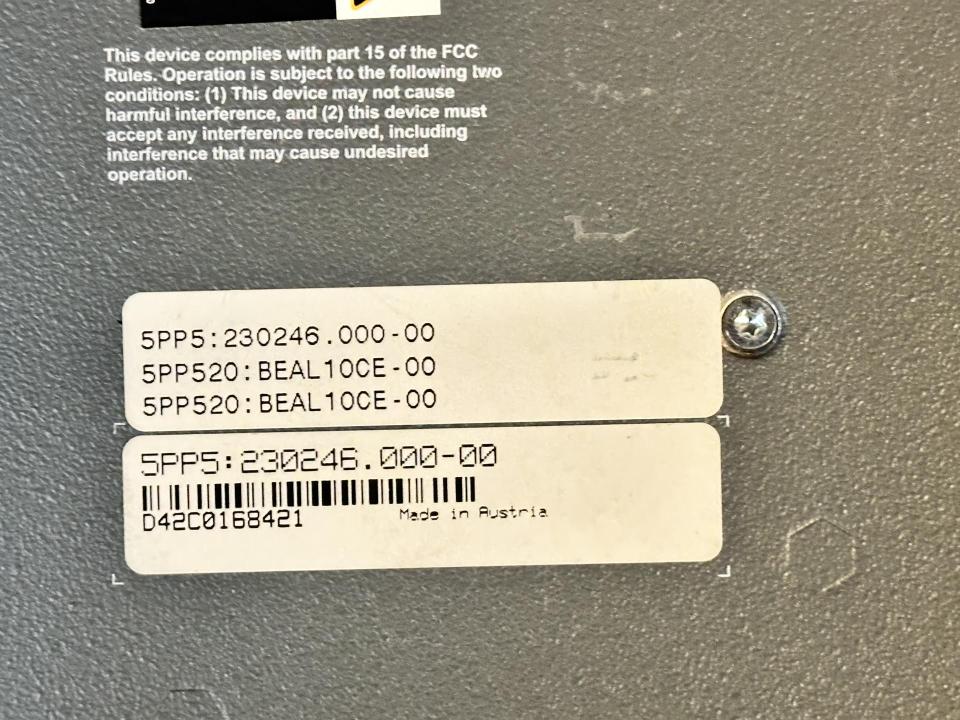 This device complies with part 15 of the FCC
Rules. Operation is subject to the following two
conditions: (1) This device may not cause
harmful interference, and (2) this device must
accept any interference received, including
interference that may cause undesired
operation.
5PP5:230246.000-00
5PP520:BEAL10CE-00
5PP520:BEAL10CE-00
5PP5:230246.000-00
D42C0168421
Made in Austria